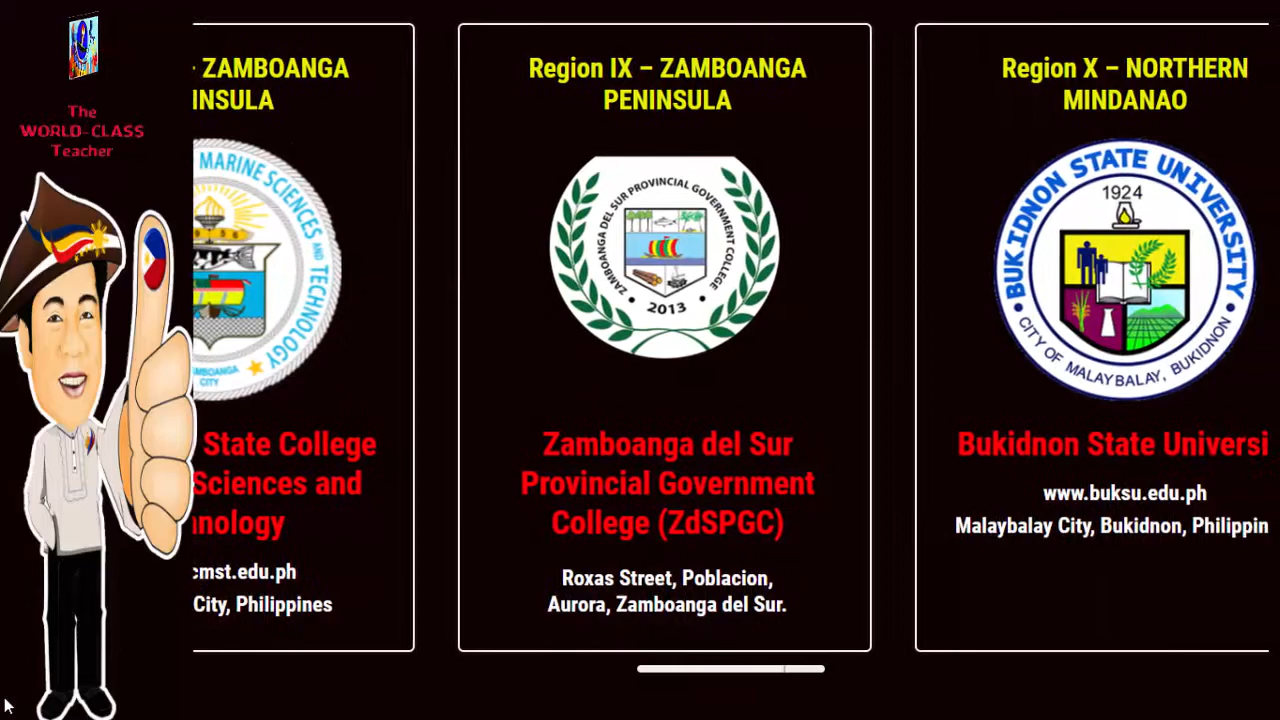 The
WORLD-CLASS
Teacher
- ZAMBOANGA
INSULA
MARINE SCIENCES AND TECHNOLOGY
CITY
State College
Sciences and
nology
cmst.edu.ph
City, Philippines
Region IX – ZAMBOANGA
PENINSULA
ZAMBOANGA DEL SUR PROVINCIAL GOVERNMENT COLLEGE
• 2013 •
Zamboanga del Sur
Provincial Government
College (ZdSPGC)
Roxas Street, Poblacion,
Aurora, Zamboanga del Sur.
Region X – NORTHERN
MINDANAO
BUKIDNON STATE UNIVERSITY
1924
• CITY OF MALAYBALAY, BUKIDNON •
Bukidnon State Universi
www.buksu.edu.ph
Malaybalay City, Bukidnon, Philippin